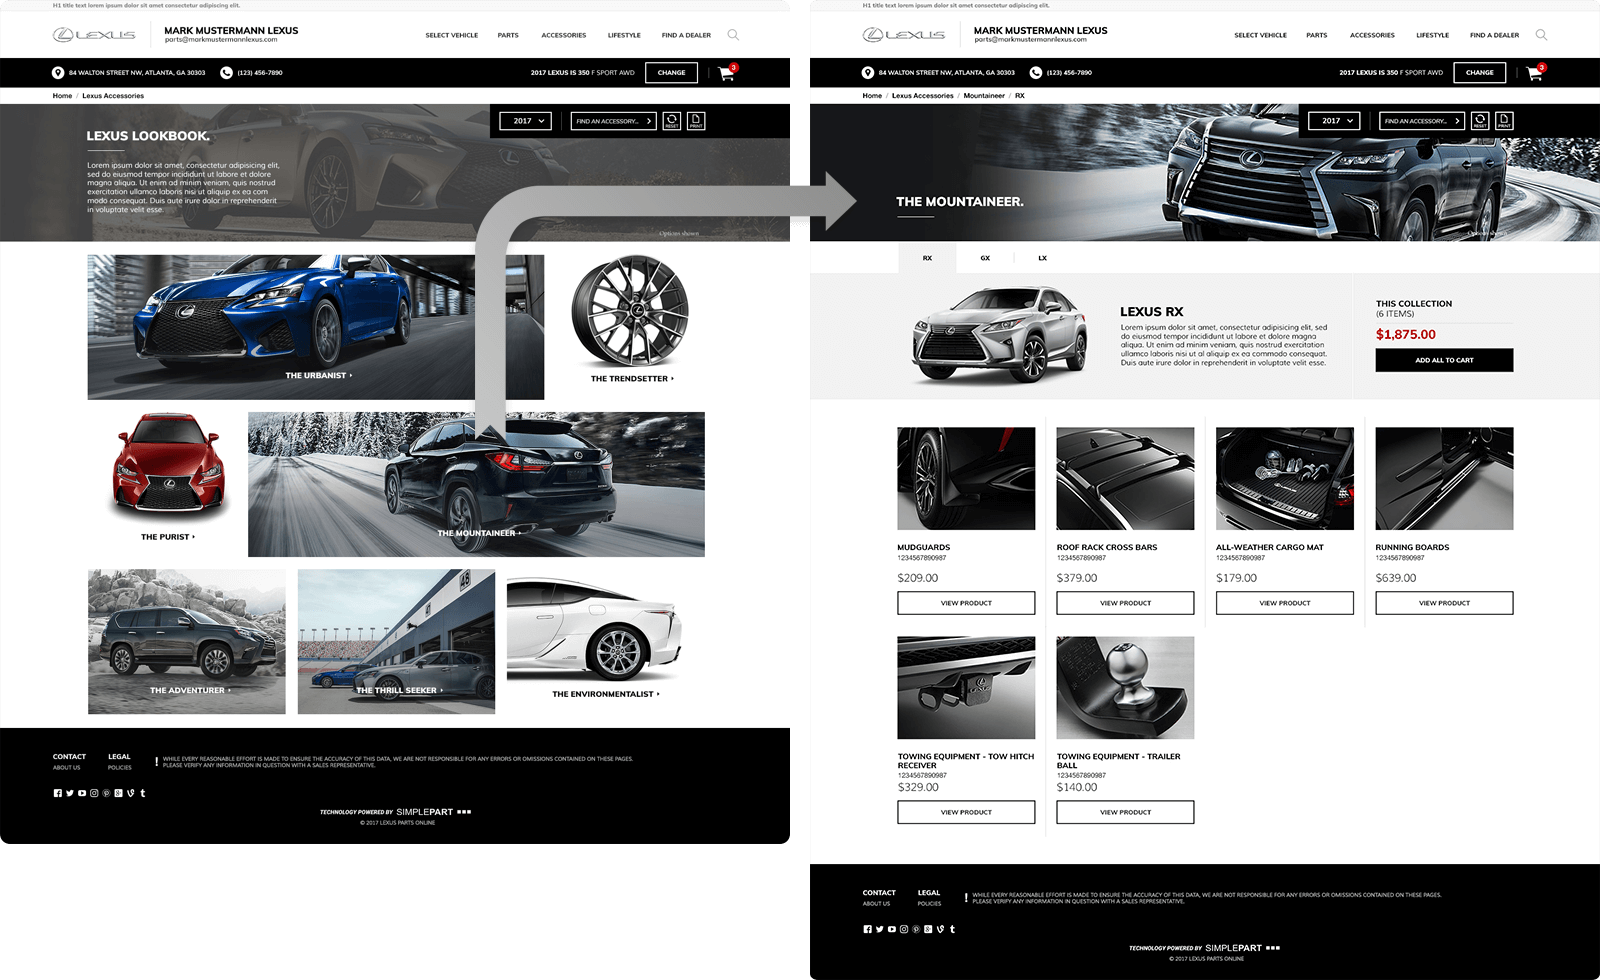 H1 title text lorem ipsum dolor sit amet consectetur adipiscing elit.
LEXUS
MARK MUSTERMANN LEXUS
parts@markmustermannlexus.com
SELECT VEHICLE PARTS ACCESSORIES LIFESTYLE FIND A DEALER
84 WALTON STREET NW, ATLANTA, GA 30303 (123) 456-7890
2017 LEXUS IS 350 F SPORT AWD CHANGE 3
Home / Lexus Accessories
2017 FIND AN ACCESSORY... RESET PRINT
LEXUS LOOKBOOK.
Lorem ipsum dolor sit amet, consectetur adipisicing elit,
sed do eiusmod tempor incididunt ut labore et dolore
magna aliqua. Ut enim ad minim veniam, quis nostrud
exercitation ullamco laboris nisi ut aliquip ex ea com
modo consequat. Duis aute irure dolor in reprehenderit
in voluptate velit esse.
Options shown
THE URBANIST
THE TRENDSETTER
THE PURIST
THE MOUNTAINEER
THE ADVENTURER
THE THRILL SEEKER
THE ENVIRONMENTALIST
CONTACT LEGAL
ABOUT US POLICIES
! WHILE EVERY REASONABLE EFFORT IS MADE TO ENSURE THE ACCURACY OF THIS DATA, WE ARE NOT RESPONSIBLE FOR ANY ERRORS OR OMISSIONS CONTAINED ON THESE PAGES.
PLEASE VERIFY ANY INFORMATION IN QUESTION WITH A SALES REPRESENTATIVE.
TECHNOLOGY POWERED BY SIMPLEPART
© 2017 LEXUS PARTS ONLINE
H1 title text lorem ipsum dolor sit amet consectetur adipiscing elit.
LEXUS
MARK MUSTERMANN LEXUS
parts@markmustermannlexus.com
SELECT VEHICLE PARTS ACCESSORIES LIFESTYLE FIND A DEALER
84 WALTON STREET NW, ATLANTA, GA 30303 (123) 456-7890
2017 LEXUS IS 350 F SPORT AWD CHANGE 3
Home / Lexus Accessories / Mountaineer / RX
2017 FIND AN ACCESSORY... RESET PRINT
THE MOUNTAINEER.
Options shown
RX GX LX
LEXUS RX
Lorem ipsum dolor sit amet, consectetur adipisicing elit, sed
do eiusmod tempor incididunt ut labore et dolore magna
aliqua. Ut enim ad minim veniam, quis nostrud exercitation
ullamco laboris nisi ut al aliquip ex ea commodo consequat.
Duis aute irure dolor in reprehenderit in voluptate velit esse.
THIS COLLECTION
(6 ITEMS)
$1,875.00
ADD ALL TO CART
MUDGUARDS
1234567890987
$209.00
VIEW PRODUCT
ROOF RACK CROSS BARS
1234567890987
$379.00
VIEW PRODUCT
ALL-WEATHER CARGO MAT
1234567890987
$179.00
VIEW PRODUCT
RUNNING BOARDS
1234567890987
$639.00
VIEW PRODUCT
TOWING EQUIPMENT - TOW HITCH
RECEIVER
1234567890987
$329.00
VIEW PRODUCT
TOWING EQUIPMENT - TRAILER
BALL
1234567890987
$140.00
VIEW PRODUCT
CONTACT LEGAL
ABOUT US POLICIES
! WHILE EVERY REASONABLE EFFORT IS MADE TO ENSURE THE ACCURACY OF THIS DATA, WE ARE NOT RESPONSIBLE FOR ANY ERRORS OR OMISSIONS CONTAINED ON THESE PAGES.
PLEASE VERIFY ANY INFORMATION IN QUESTION WITH A SALES REPRESENTATIVE.
TECHNOLOGY POWERED BY SIMPLEPART
© 2017 LEXUS PARTS ONLINE